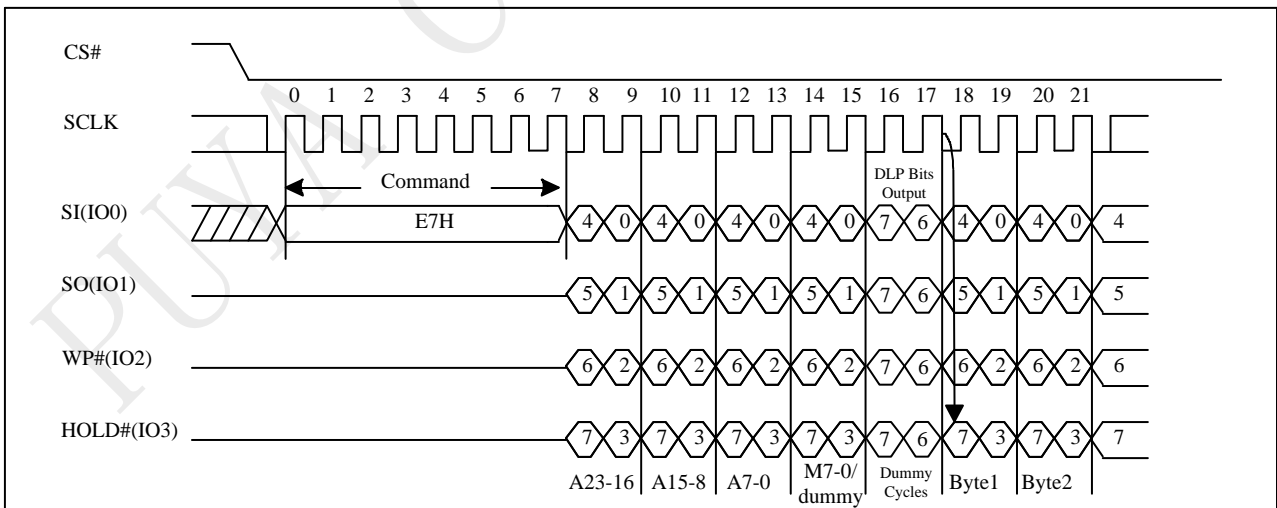 CS#
0 1 2 3 4 5 6 7 8 9 10 11 12 13 14 15 16 17 18 19 20 21
SCLK
Command
DLP Bits
Output
SI(IO0)
E7H 4 0 4 0 4 0 4 0 7 6 4 0 4 0 4
SO(IO1)
5 1 5 1 5 1 5 1 7 6 5 1 5 1 5
WP#(IO2)
6 2 6 2 6 2 6 2 7 6 6 2 6 2 6
HOLD#(IO3)
7 3 7 3 7 3 7 3 7 6 7 3 7 3 7
A23-16 A15-8 A7-0 M7-0/
dummy
Dummy
Cycles
Byte1 Byte2
PUYA C